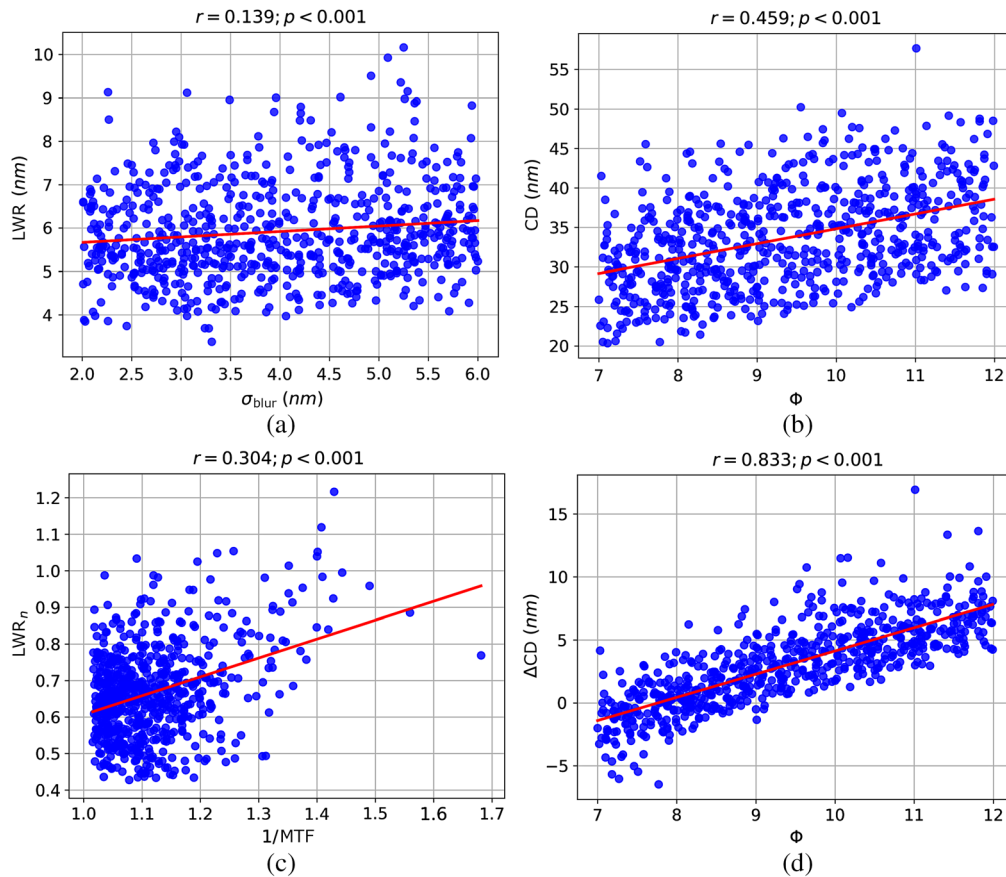 r = 0.139; p < 0.001
LWR (nm)
10
9
8
7
6
5
4
2.0 2.5 3.0 3.5 4.0 4.5 5.0 5.5 6.0
σblur (nm)
(a)
r = 0.459; p < 0.001
CD (nm)
55
50
45
40
35
30
25
20
7 8 9 10 11 12
Φ
(b)
r = 0.304; p < 0.001
LWRn
1.2
1.1
1.0
0.9
0.8
0.7
0.6
0.5
0.4
1.0 1.1 1.2 1.3 1.4 1.5 1.6 1.7
1/MTF
(c)
r = 0.833; p < 0.001
ΔCD (nm)
15
10
5
0
−5
7 8 9 10 11 12
Φ
(d)